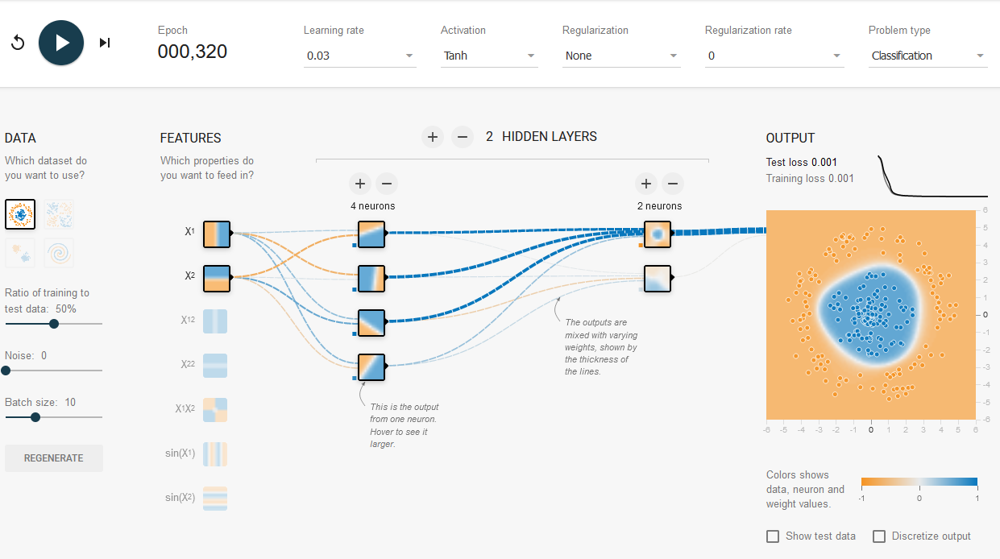 Epoch
000,320
Learning rate
0.03
Activation
Tanh
Regularization
None
Regularization rate
0
Problem type
Classification
DATA
Which dataset do
you want to use?
Ratio of training to
test data: 50%
Noise: 0
Batch size: 10
REGENERATE
FEATURES
Which properties do
you want to feed in?
X1
X2
X12
X22
X1X2
sin(X1)
sin(X2)
+ − 2 HIDDEN LAYERS
+ −
4 neurons
+ −
2 neurons
This is the output
from one neuron.
Hover to see it
larger.
The outputs are
mixed with varying
weights, shown by
the thickness of
the lines.
OUTPUT
Test loss 0.001
Training loss 0.001
6
5
4
3
2
1
0
-1
-2
-3
-4
-5
-6
-6 -5 -4 -3 -2 -1 0 1 2 3 4 5 6
Colors shows
data, neuron and
weight values.
-1 0 1
Show test data
Discretize output